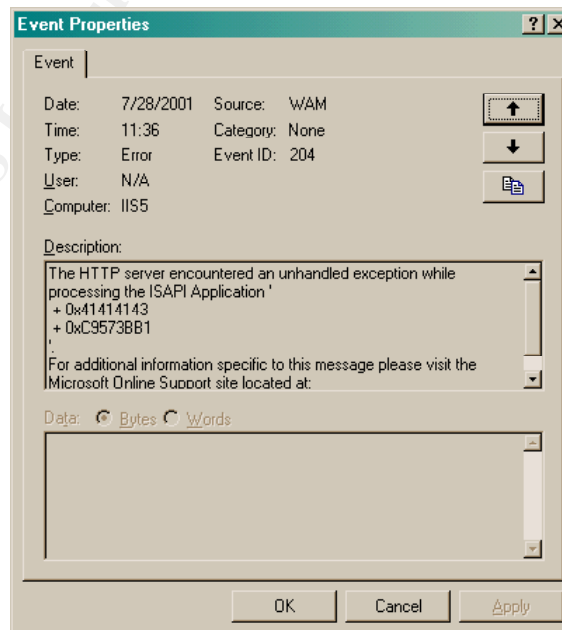 Event Properties
Event
Date: 7/28/2001 Source: WAM
Time: 11:36 Category: None
Type: Error Event ID: 204
User: N/A
Computer: IIS5
Description:
The HTTP server encountered an unhandled exception while
processing the ISAPI Application '
+ 0x41414143
+ 0xC9573BB1
'.
For additional information specific to this message please visit the
Microsoft Online Support site located at:
Data: Bytes Words
OK Cancel Apply